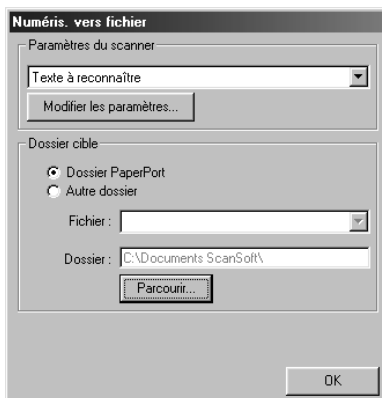 Numéris. vers fichier
Paramètres du scanner
Texte à reconnaître
Modifier les paramètres...
Dossier cible
Dossier PaperPort
Autre dossier
Fichier :
Dossier : C:\Documents ScanSoft\
Parcourir...
OK